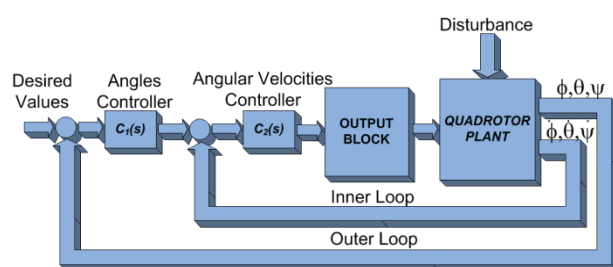 Disturbance
Desired
Values
Angles
Controller
Angular Velocities
Controller
C₁(s)
C₂(s)
OUTPUT
BLOCK
QUADROTOR
PLANT
ϕ,θ,ψ
ϕ̇,θ̇,ψ̇
Inner Loop
Outer Loop